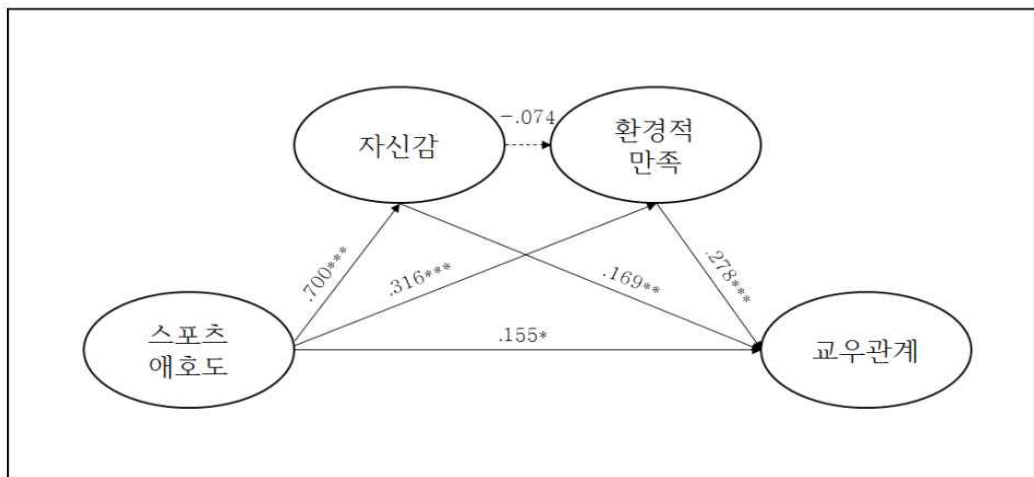 -.074
자신감
환경적
만족
.700***
.316***
.169**
.278***
스포츠
애호도
.155*
교우관계